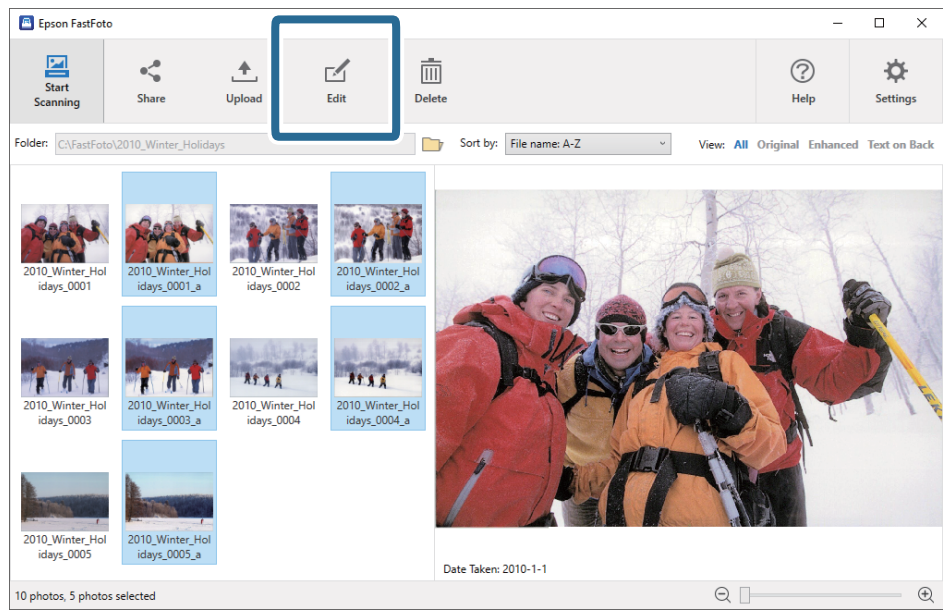 Epson FastFoto
Start
Scanning
Share
Upload
Edit
Delete
Help
Settings
Folder: C:\FastFoto\2010_Winter_Holidays
Sort by: File name: A-Z
View: All Original Enhanced Text on Back
2010_Winter_Hol
idays_0001
2010_Winter_Hol
idays_0001_a
2010_Winter_Hol
idays_0002
2010_Winter_Hol
idays_0002_a
2010_Winter_Hol
idays_0003
2010_Winter_Hol
idays_0003_a
2010_Winter_Hol
idays_0004
2010_Winter_Hol
idays_0004_a
2010_Winter_Hol
idays_0005
2010_Winter_Hol
idays_0005_a
Date Taken: 2010-1-1
10 photos, 5 photos selected